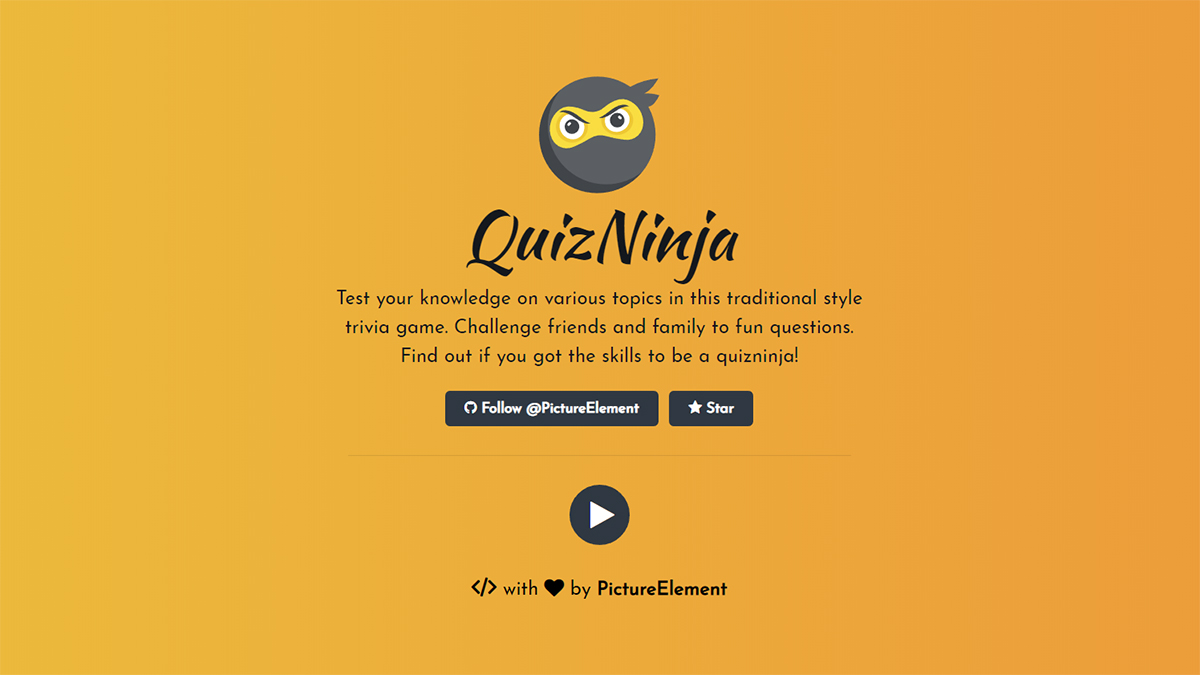 QuizNinja
Test your knowledge on various topics in this traditional style
trivia game. Challenge friends and family to fun questions.
Find out if you got the skills to be a quizninja!
Follow @PictureElement Star
</> with ♥ by PictureElement